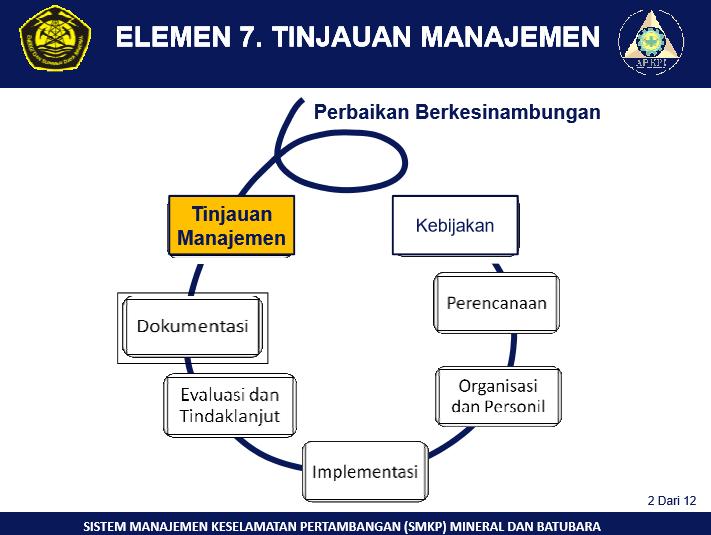 ELEMEN 7. TINJAUAN MANAJEMEN
APKPI
Perbaikan Berkesinambungan
Tinjauan
Manajemen
Kebijakan
Perencanaan
Dokumentasi
Organisasi
dan Personil
Evaluasi dan
Tindaklanjut
Implementasi
2 Dari 12
SISTEM MANAJEMEN KESELAMATAN PERTAMBANGAN (SMKP) MINERAL DAN BATUBARA